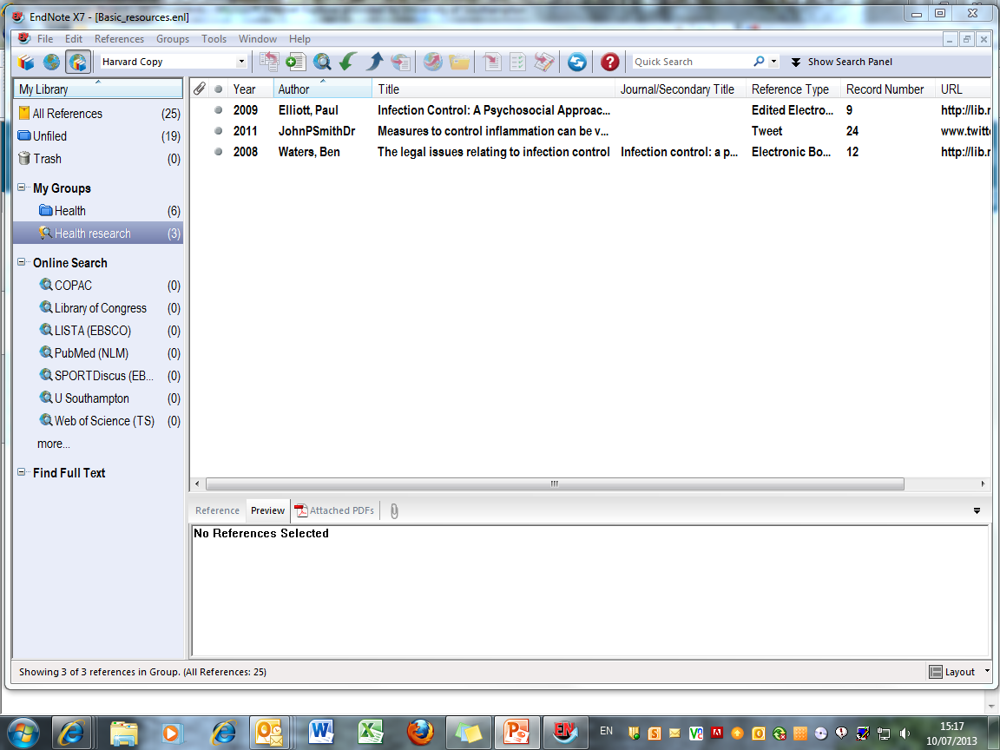 EndNote X7 - [Basic_resources.enl]
File Edit References Groups Tools Window Help
Harvard Copy Quick Search Show Search Panel
My Library
All References (25)
Unfiled (19)
Trash (0)
My Groups
Health (6)
Health research (3)
Online Search
COPAC (0)
Library of Congress (0)
LISTA (EBSCO) (0)
PubMed (NLM) (0)
SPORTDiscus (EB... (0)
U Southampton (0)
Web of Science (TS) (0)
more...
Find Full Text
Year Author Title Journal/Secondary Title Reference Type Record Number URL
2009 Elliott, Paul Infection Control: A Psychosocial Approac... Edited Electro... 9 http://lib.r
2011 JohnPSmithDr Measures to control inflammation can be v... Tweet 24 www.twitte
2008 Waters, Ben The legal issues relating to infection control Infection control: a p... Electronic Bo... 12 http://lib.r
Reference Preview Attached PDFs
No References Selected
Showing 3 of 3 references in Group. (All References: 25)
Layout
EN
15:17
10/07/2013